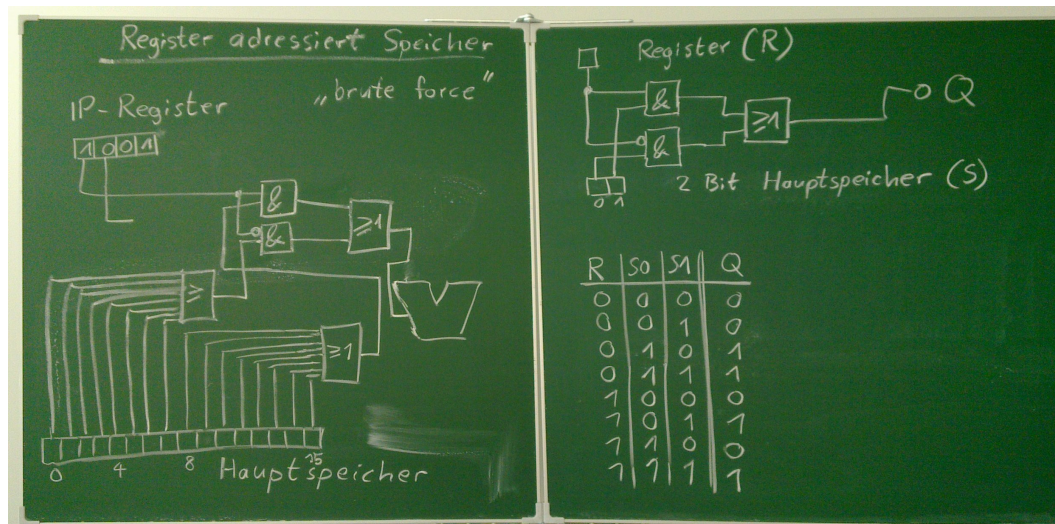 Register adressiert Speicher
„brute force“
IP-Register
1 0 0 1
&
&
≥1
≥
≥1
0 4 8 15
Hauptspeicher
Register (R)
&
&
≥1
Q
0 1
2 Bit Hauptspeicher (S)
R S0 S1 Q
0 0 0 0
0 0 1 0
0 1 0 1
0 1 1 1
1 0 0 0
1 0 1 1
1 1 0 0
1 1 1 1